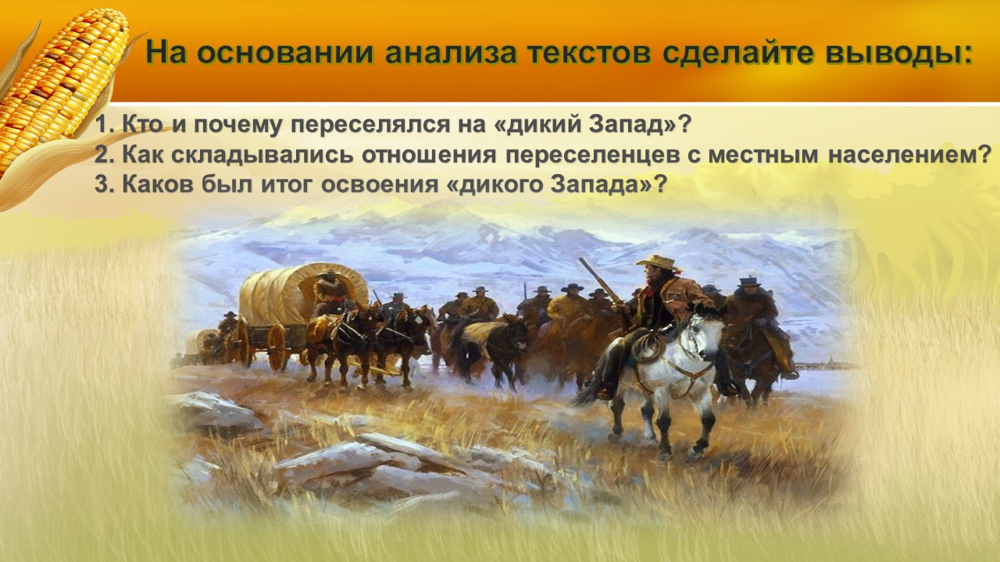 На основании анализа текстов сделайте выводы:
1. Кто и почему переселялся на «дикий Запад»?
2. Как складывались отношения переселенцев с местным населением?
3. Каков был итог освоения «дикого Запада»?